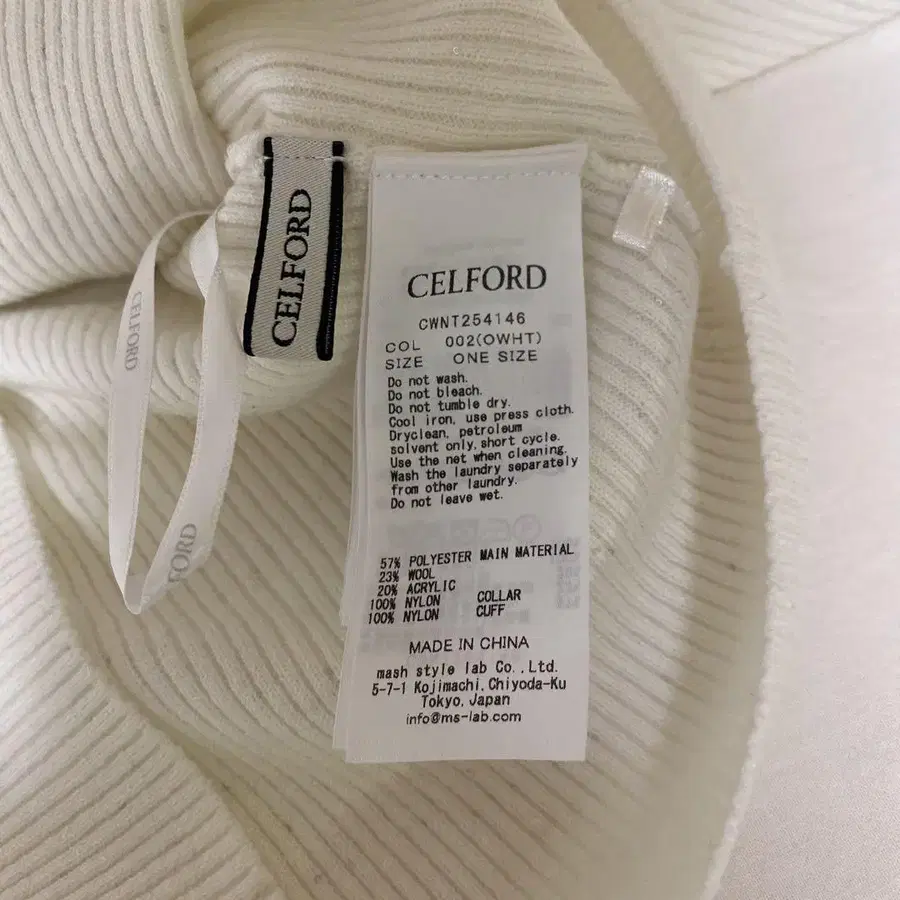 CELFORD
CELFORD
CELFORD
CWNT254146
COL 002(OWHT)
SIZE ONE SIZE
Do not wash.
Do not bleach.
Do not tumble dry.
Cool iron, use press cloth.
Dryclean, petroleum
solvent only,short cycle.
Use the net when cleaning.
Wash the laundry separately
from other laundry.
Do not leave wet.
57% POLYESTER MAIN MATERIAL
23% WOOL
20% ACRYLIC
100% NYLON COLLAR
100% NYLON CUFF
MADE IN CHINA
mash style lab Co.,Ltd.
5-7-1 Kojimachi,Chiyoda-Ku
Tokyo,Japan
info@ms-lab.com
FORD